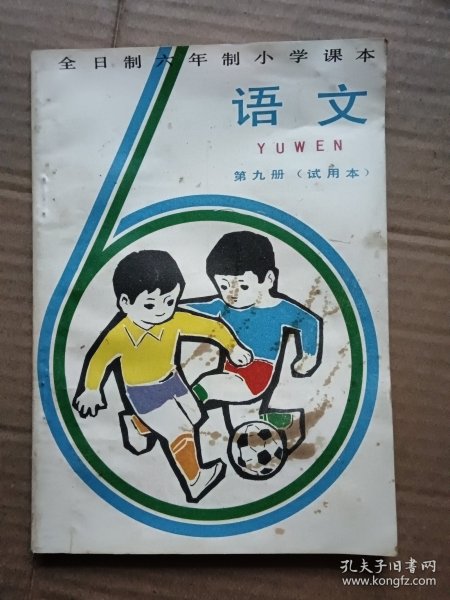 全日制六年制小学课本
语文
YUWEN
第九册（试用本）
孔夫子旧书网
www.kongfz.com